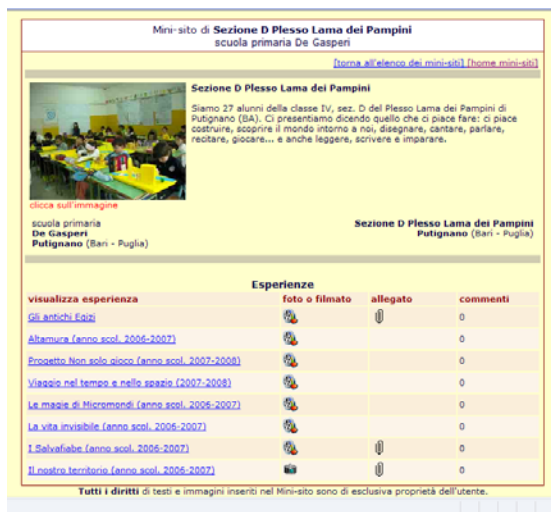 Mini-sito di Sezione D Plesso Lama dei Pampini
scuola primaria De Gasperi
[torna all'elenco dei mini-siti] [home mini-siti]
Sezione D Plesso Lama dei Pampini
Siamo 27 alunni della classe IV, sez. D del Plesso Lama dei Pampini di
Putignano (BA). Ci presentiamo dicendo quello che ci piace fare: ci piace
costruire, scoprire il mondo intorno a noi, disegnare, cantare, parlare,
recitare, giocare... e anche leggere, scrivere e imparare.
clicca sull'immagine
scuola primaria
De Gasperi
Putignano (Bari - Puglia)
Sezione D Plesso Lama dei Pampini
Putignano (Bari - Puglia)
Esperienze
visualizza esperienza foto o filmato allegato commenti
Gli antichi Egizi 0
Altamura (anno scol. 2006-2007) 0
Progetto Non solo gioco (anno scol. 2007-2008) 0
Viaggio nel tempo e nello spazio (2007-2008) 0
Le magie di Micromondi (anno scol. 2006-2007) 0
La vita invisibile (anno scol. 2006-2007) 0
I Salvafiabe (anno scol. 2006-2007) 0
Il nostro territorio (anno scol. 2006-2007) 0
Tutti i diritti di testi e immagini inseriti nel Mini-sito sono di esclusiva proprietà dell'utente.